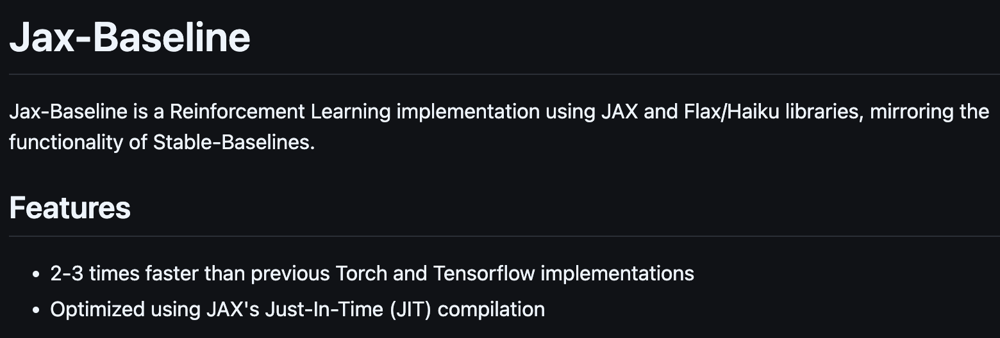 Jax-Baseline
Jax-Baseline is a Reinforcement Learning implementation using JAX and Flax/Haiku libraries, mirroring the
functionality of Stable-Baselines.
Features
• 2-3 times faster than previous Torch and Tensorflow implementations
• Optimized using JAX's Just-In-Time (JIT) compilation